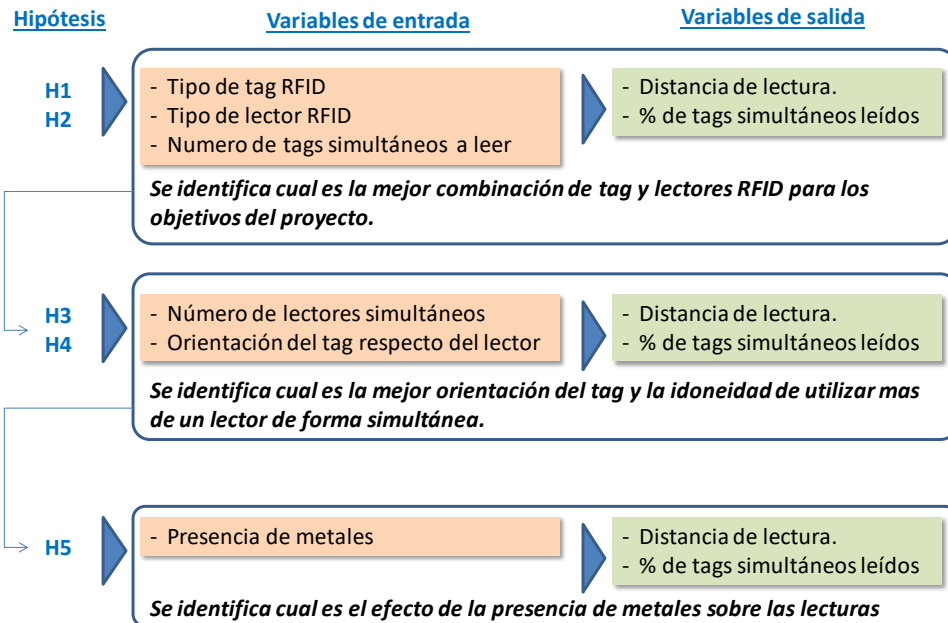 Hipótesis
Variables de entrada
Variables de salida
H1
H2
- Tipo de tag RFID
- Tipo de lector RFID
- Numero de tags simultáneos a leer
- Distancia de lectura.
- % de tags simultáneos leídos
Se identifica cual es la mejor combinación de tag y lectores RFID para los
objetivos del proyecto.
H3
H4
- Número de lectores simultáneos
- Orientación del tag respecto del lector
- Distancia de lectura.
- % de tags simultáneos leídos
Se identifica cual es la mejor orientación del tag y la idoneidad de utilizar mas
de un lector de forma simultánea.
H5
- Presencia de metales
- Distancia de lectura.
- % de tags simultáneos leídos
Se identifica cual es el efecto de la presencia de metales sobre las lecturas